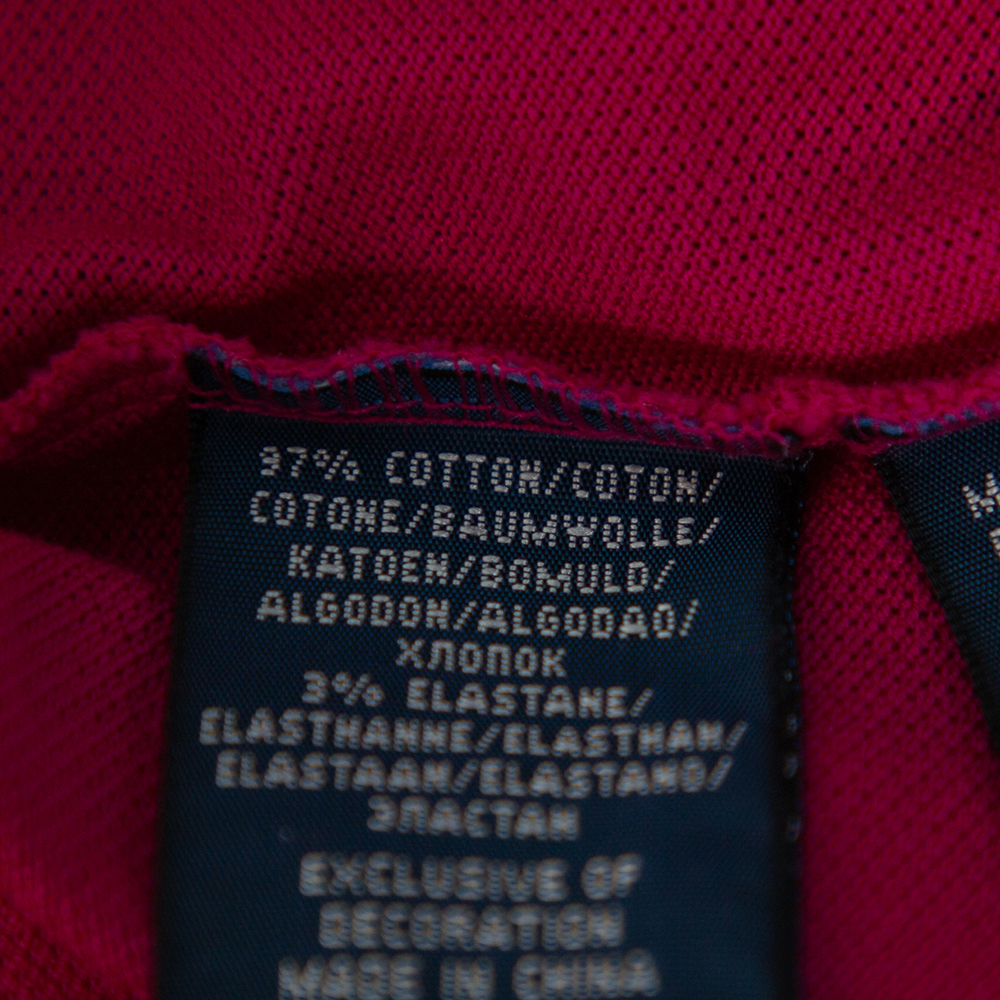 97% COTTON/COTON/
COTONE/BAUMWOLLE/
KATOEN/BOMULD/
ALGODON/ALGODAO/
ХЛОПОК
3% ELASTANE/
ELASTHANNE/ELASTHAN/
ELASTAAN/ELASTANO/
ЭЛАСТАН
EXCLUSIVE OF
DECORATION
MADE IN CHINA